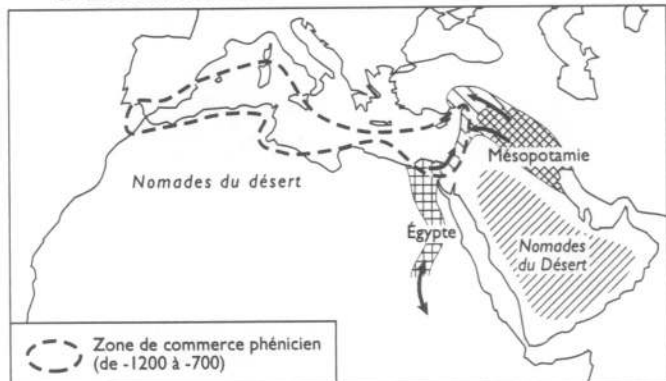 Mésopotamie
Nomades du désert
Égypte
Nomades
du Désert
Zone de commerce phénicien
(de -1200 à -700)